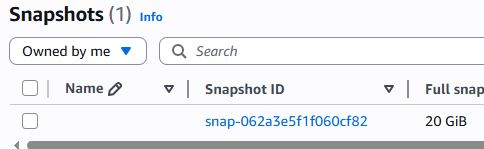 Snapshots (1) Info
Owned by me Search
Name Snapshot ID Full snap
snap-062a3e5f1f060cf82 20 GiB